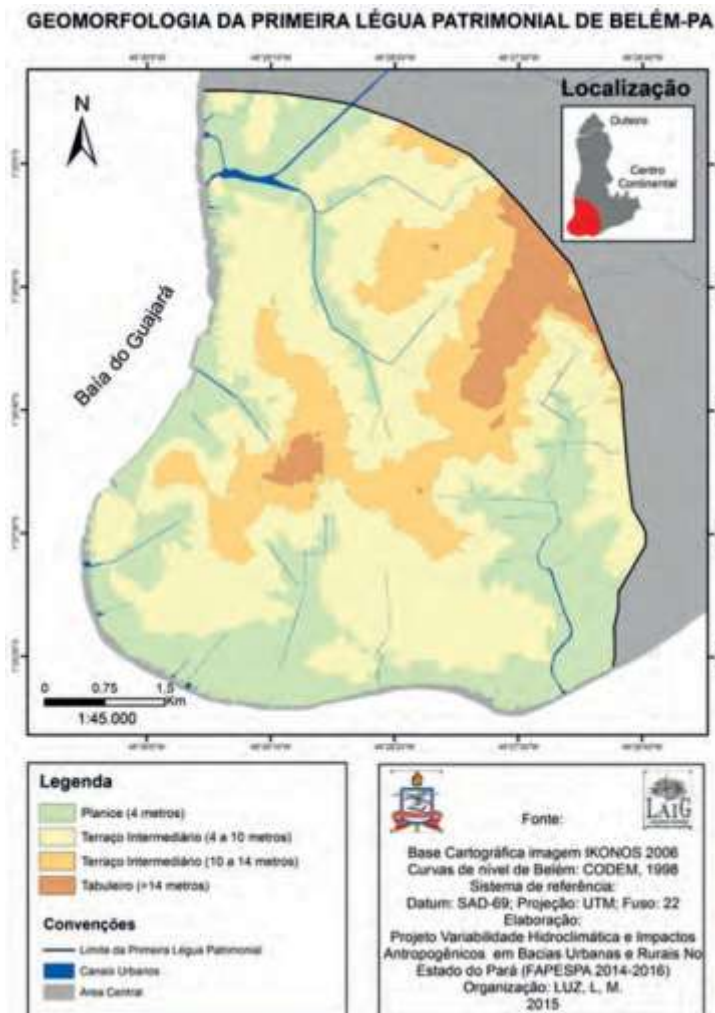 GEOMORFOLOGIA DA PRIMEIRA LÉGUA PATRIMONIAL DE BELÉM-PA
N
Localização
Outeiro
Centro
Continental
Baía do Guajará
0 0.75 1,5
Km
1:45.000
Legenda
Planíce (4 metros)
Terraço Intermediário (4 a 10 metros)
Terraço Intermediário (10 a 14 metros)
Tabuleiro (>14 metros)
Convenções
Limite da Primeira Légua Patrimonial
Canais Urbanos
Area Central
LAIG
Fonte:
Base Cartográfica imagem IKONOS 2006
Curvas de nível de Belém: CODEM, 1998
Sistema de referência:
Datum: SAD-69; Projeção: UTM; Fuso: 22
Elaboração:
Projeto Variabilidade Hidroclimática e Impactos
Antropogênicos em Bacias Urbanas e Rurais No
Estado do Pará (FAPESPA 2014-2016)
Organização: LUZ, L. M.
2015